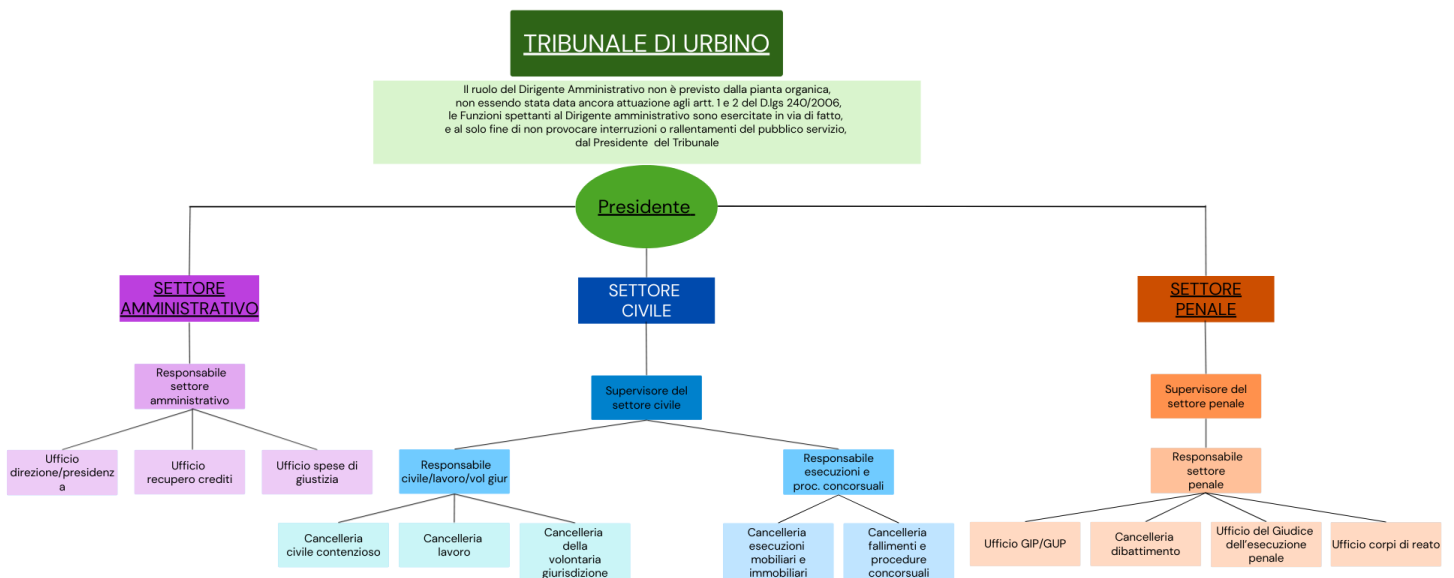 TRIBUNALE DI URBINO
Il ruolo del Dirigente Amministrativo non è previsto dalla pianta organica,
non essendo stata data ancora attuazione agli artt. 1 e 2 del D.lgs 240/2006,
le Funzioni spettanti al Dirigente amministrativo sono esercitate in via di fatto,
e al solo fine di non provocare interruzioni o rallentamenti del pubblico servizio,
dal Presidente del Tribunale
Presidente
SETTORE
AMMINISTRATIVO
SETTORE
CIVILE
SETTORE
PENALE
Responsabile
settore
amministrativo
Supervisore del
settore civile
Supervisore del
settore penale
Ufficio
direzione/presidenz
a
Ufficio
recupero crediti
Ufficio spese di
giustizia
Responsabile
civile/lavoro/vol giur
Responsabile
esecuzioni e
proc. concorsuali
Responsabile
settore
penale
Cancelleria
civile contenzioso
Cancelleria
lavoro
Cancelleria
della
volontaria
giurisdizione
Cancelleria
esecuzioni
mobiliari e
immobiliari
Cancelleria
fallimenti e
procedure
concorsuali
Ufficio GIP/GUP
Cancelleria
dibattimento
Ufficio del Giudice
dell'esecuzione
penale
Ufficio corpi di reato